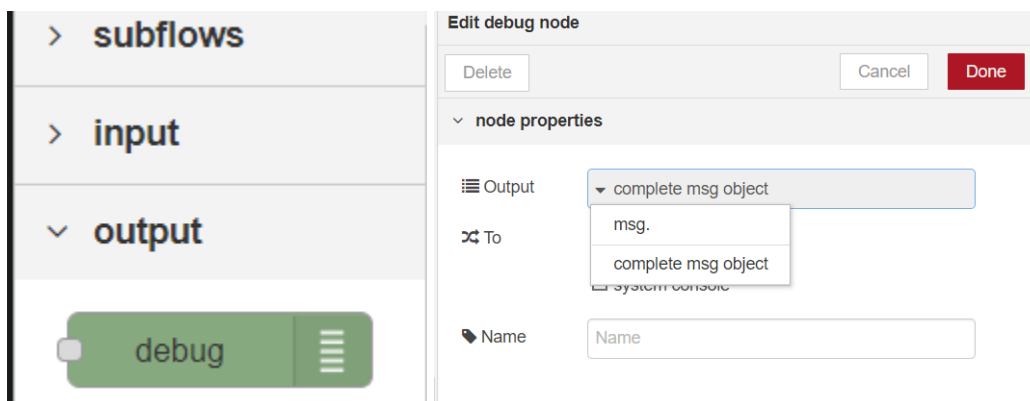 subflows
input
output
debug
Edit debug node
Delete
Cancel
Done
node properties
Output
complete msg object
msg.
To
complete msg object
system console
Name
Name